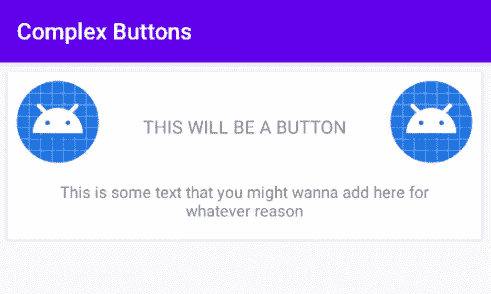 Complex Buttons
THIS WILL BE A BUTTON
This is some text that you might wanna add here for
whatever reason